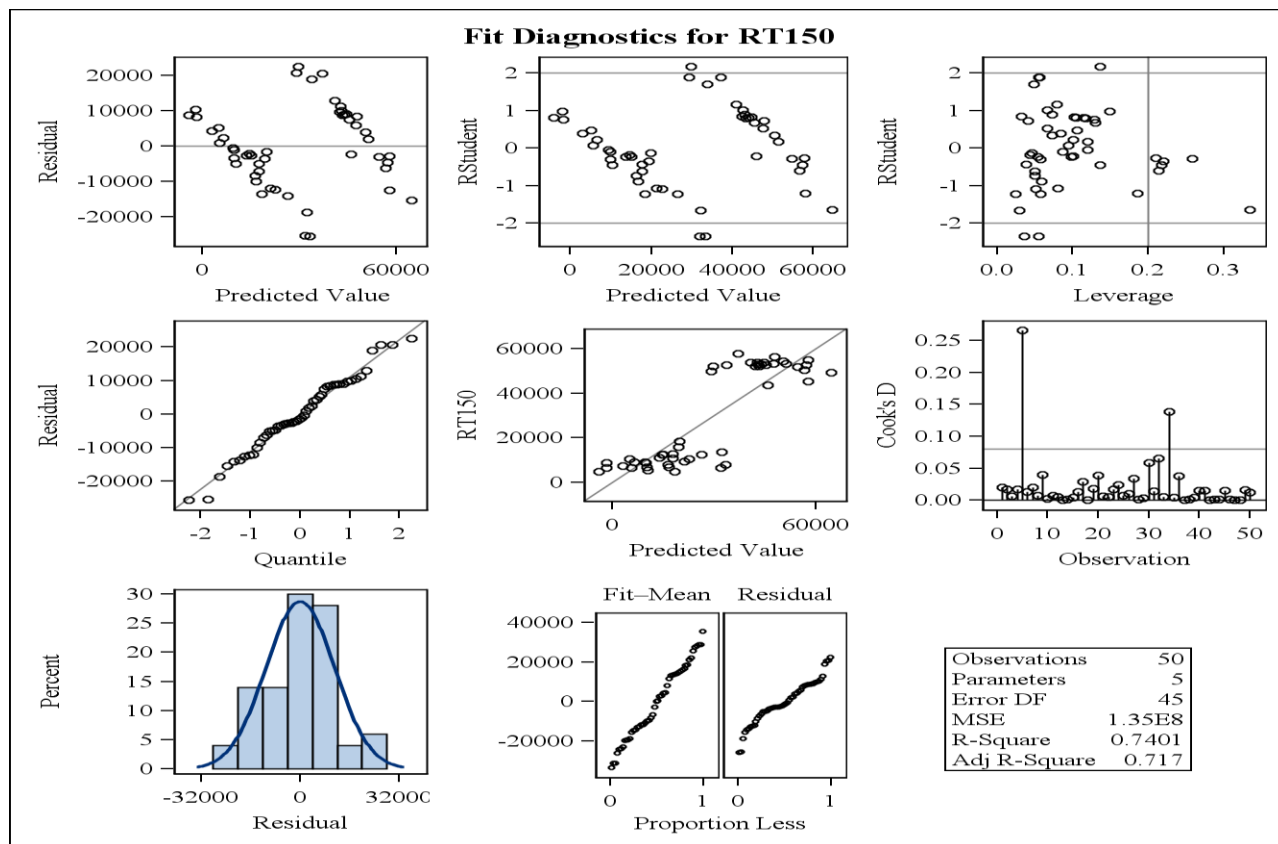 Fit Diagnostics for RT150
Residual
20000
10000
0
-10000
-20000
0 60000
Predicted Value
RStudent
2
1
0
-1
-2
0 20000 40000 60000
Predicted Value
RStudent
2
1
0
-1
-2
0.0 0.1 0.2 0.3
Leverage
Residual
20000
10000
0
-10000
-20000
-2 -1 0 1 2
Quantile
RT150
60000
40000
20000
0
0 60000
Predicted Value
Cook's D
0.25
0.20
0.15
0.10
0.05
0.00
0 10 20 30 40 50
Observation
Percent
30
25
20
15
10
5
0
-32000 0 32000
Residual
Fit–Mean Residual
40000
20000
0
-20000
0 1 0 1
Proportion Less
Observations 50
Parameters 5
Error DF 45
MSE 1.35E8
R-Square 0.7401
Adj R-Square 0.717